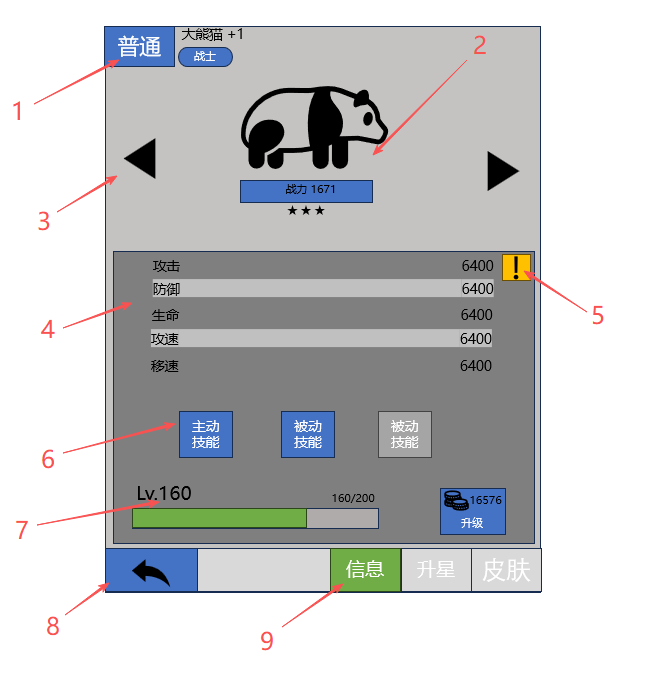 普通
大熊猫 +1
战士
1
2
3
战力 1671
★★★
攻击 6400
!
防御 6400
生命 6400
攻速 6400
移速 6400
4
5
6
主动
技能
被动
技能
被动
技能
7
Lv.160
160/200
16576
升级
信息
升星
皮肤
8
9